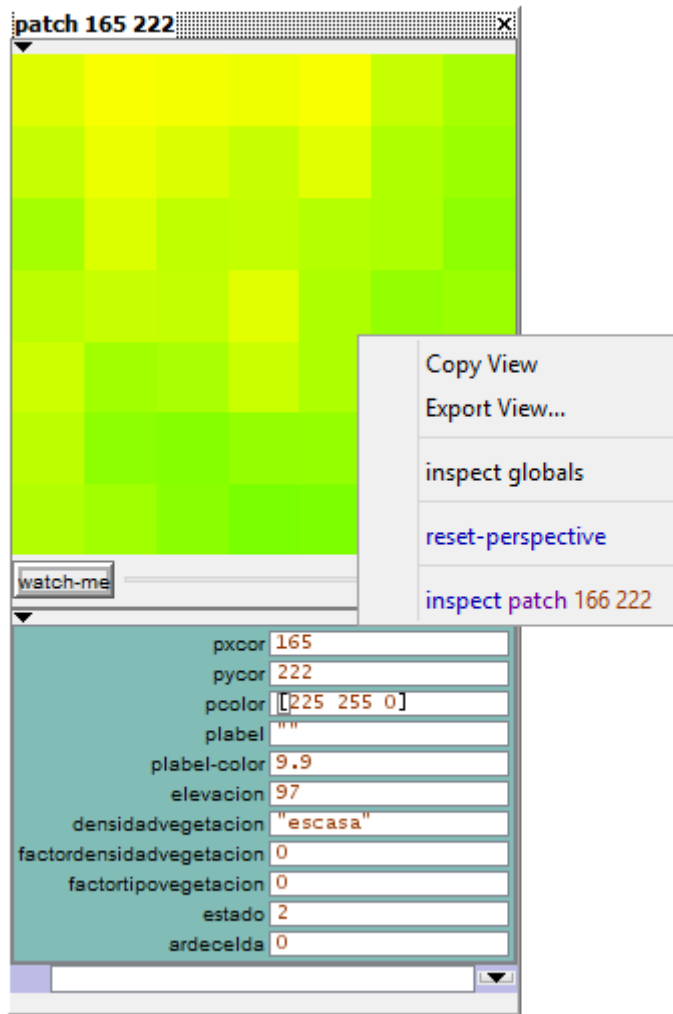 patch 165 222
Copy View
Export View...
inspect globals
reset-perspective
inspect patch 166 222
watch-me
pxcor 165
pycor 222
pcolor [225 255 0]
plabel ""
plabel-color 9.9
elevacion 97
densidadvegetacion "escasa"
factordensidadvegetacion 0
factortipovegetacion 0
estado 2
ardecelda 0